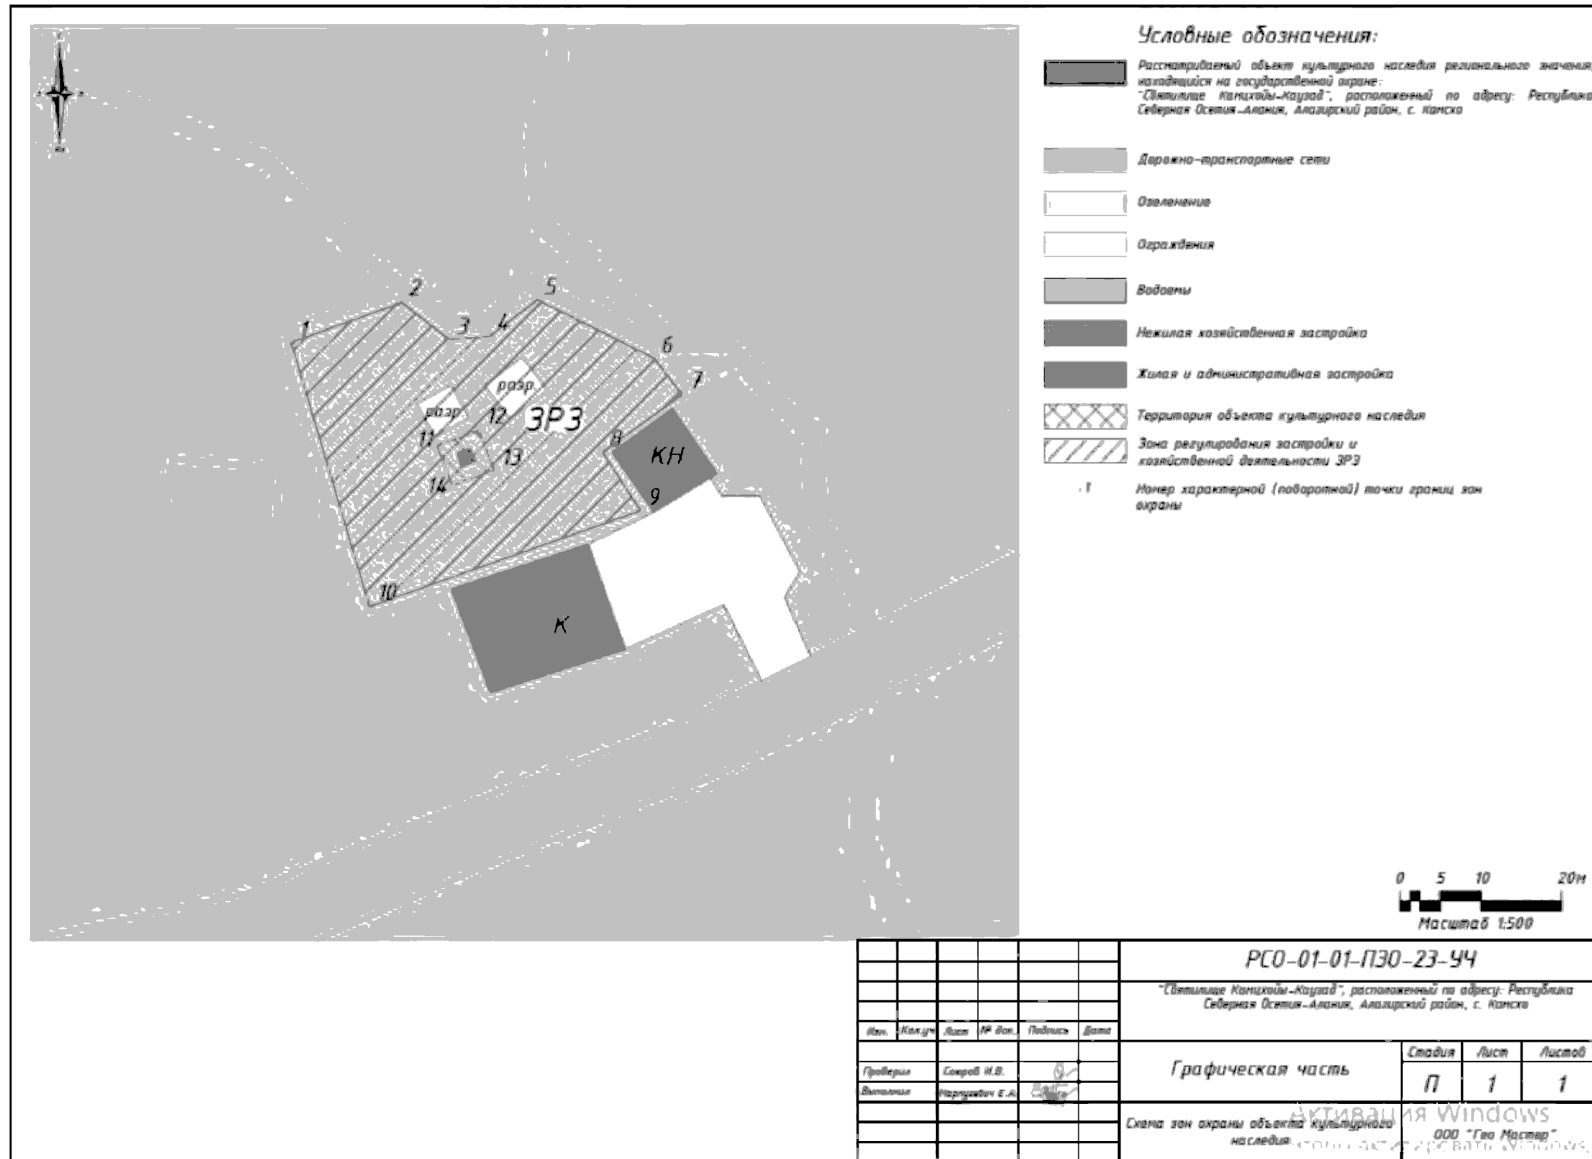 Условные обозначения:
Рассматриваемый объект культурного наследия регионального значения,
находящийся на государственной охране:
"Святилище Камцхойы-Каузад", расположенный по адресу: Республика
Северная Осетия-Алания, Алагирский район, с. Камсхо
Дорожно-транспортные сети
Озеленение
Ограждения
Водоемы
Нежилая хозяйственная застройка
Жилая и административная застройка
Территория объекта культурного наследия
Зона регулирования застройки и
хозяйственной деятельности ЗРЗ
.1 Номер характерной (поворотной) точки границ зон
охраны
1
2
3
4
5
6
7
разр
разр
11
12
ЗРЗ
8
13
КН
14
9
10
К
0 5 10 20м
Масштаб 1:500
РСО-01-01-ПЗО-23-УЧ
"Святилище Камцхойы-Каузад", расположенный по адресу: Республика
Северная Осетия-Алания, Алагирский район, с. Камсхо
Изм. Кол.уч Лист № док. Подпись Дата
Проверил
Выполнил
Графическая часть
Стадия Лист Листов
П 1 1
Схема зон охраны объекта культурного
наследия
ООО "Гео Мастер"
Активация Windows